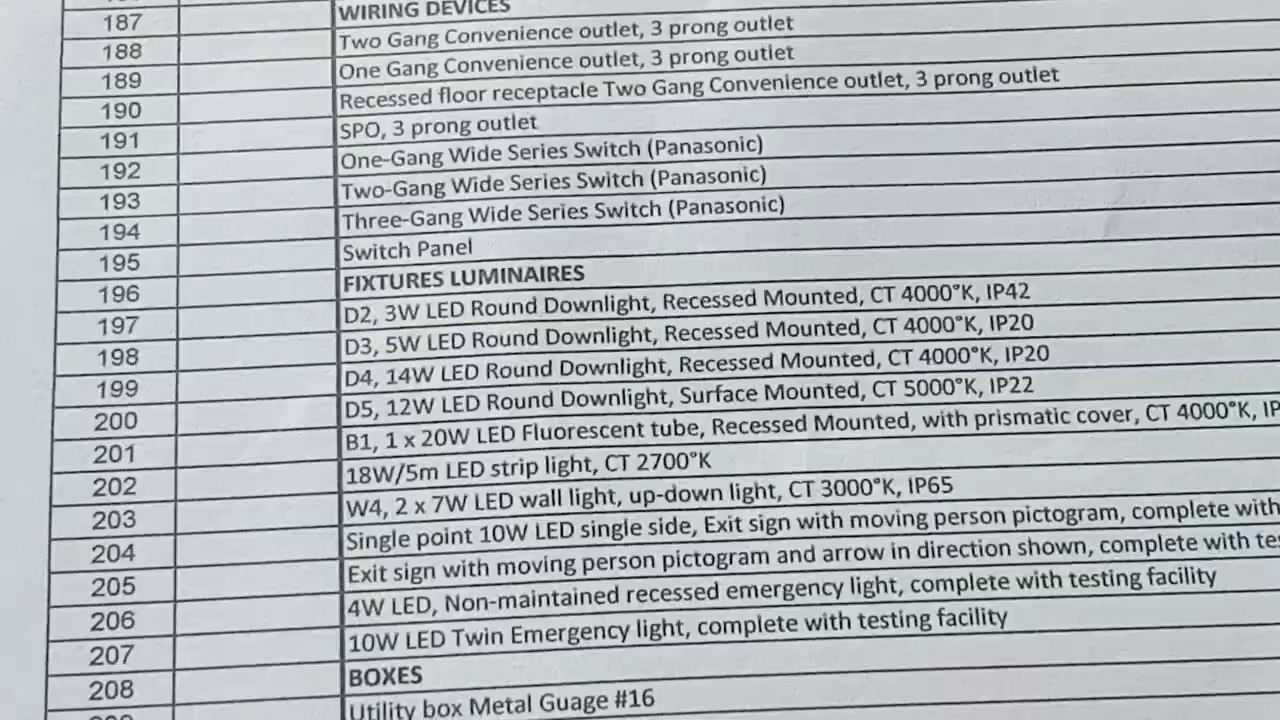 187 WIRING DEVICES
188 Two Gang Convenience outlet, 3 prong outlet
189 One Gang Convenience outlet, 3 prong outlet
190 Recessed floor receptacle Two Gang Convenience outlet, 3 prong outlet
191 SPO, 3 prong outlet
192 One-Gang Wide Series Switch (Panasonic)
193 Two-Gang Wide Series Switch (Panasonic)
194 Three-Gang Wide Series Switch (Panasonic)
195 Switch Panel
196 FIXTURES LUMINAIRES
197 D2, 3W LED Round Downlight, Recessed Mounted, CT 4000°K, IP42
198 D3, 5W LED Round Downlight, Recessed Mounted, CT 4000°K, IP20
199 D4, 14W LED Round Downlight, Recessed Mounted, CT 4000°K, IP20
200 D5, 12W LED Round Downlight, Surface Mounted, CT 5000°K, IP22
201 B1, 1 x 20W LED Fluorescent tube, Recessed Mounted, with prismatic cover, CT 4000°K, IP
202 18W/5m LED strip light, CT 2700°K
203 W4, 2 x 7W LED wall light, up-down light, CT 3000°K, IP65
204 Single point 10W LED single side, Exit sign with moving person pictogram, complete with
205 Exit sign with moving person pictogram and arrow in direction shown, complete with tes
206 4W LED, Non-maintained recessed emergency light, complete with testing facility
207 10W LED Twin Emergency light, complete with testing facility
208 BOXES
Utility box Metal Guage #16